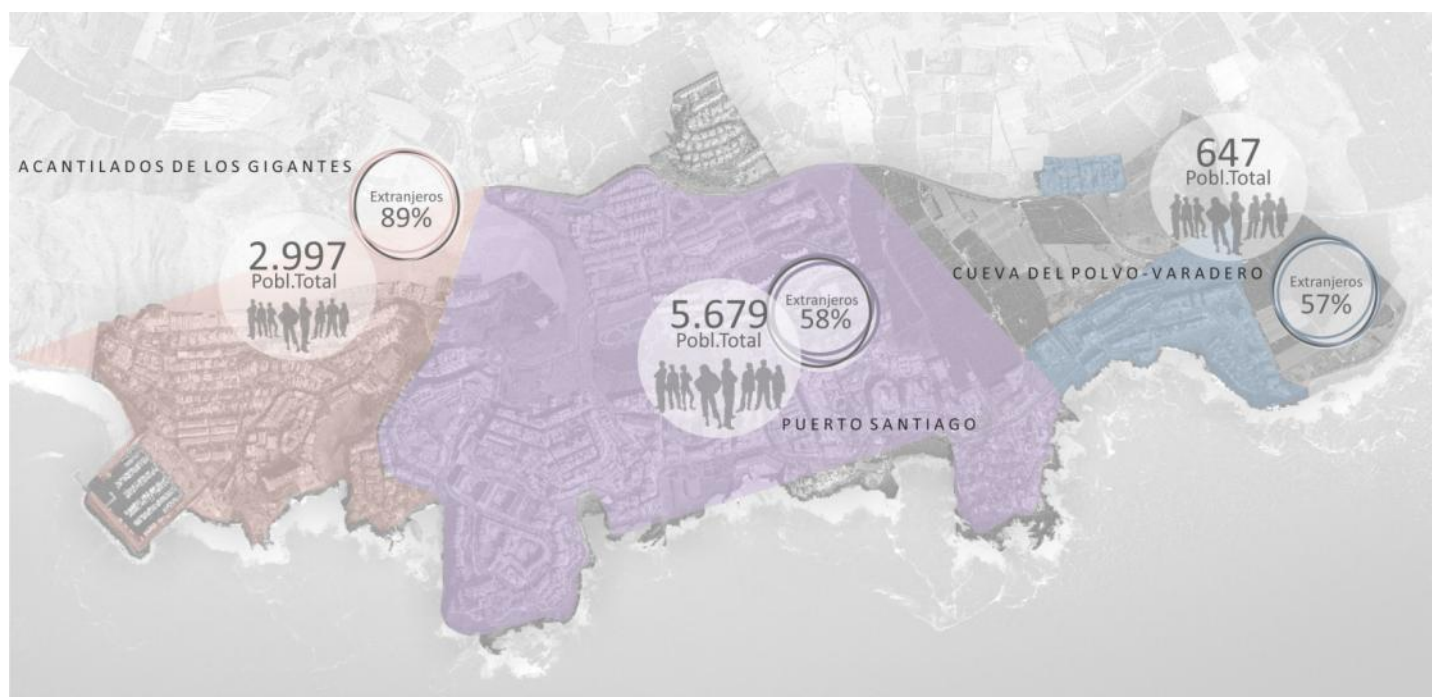 ACANTILADOS DE LOS GIGANTES
Extranjeros
89%
2.997
Pobl.Total
5.679
Pobl.Total
Extranjeros
58%
PUERTO SANTIAGO
647
Pobl.Total
CUEVA DEL POLVO-VARADERO
Extranjeros
57%